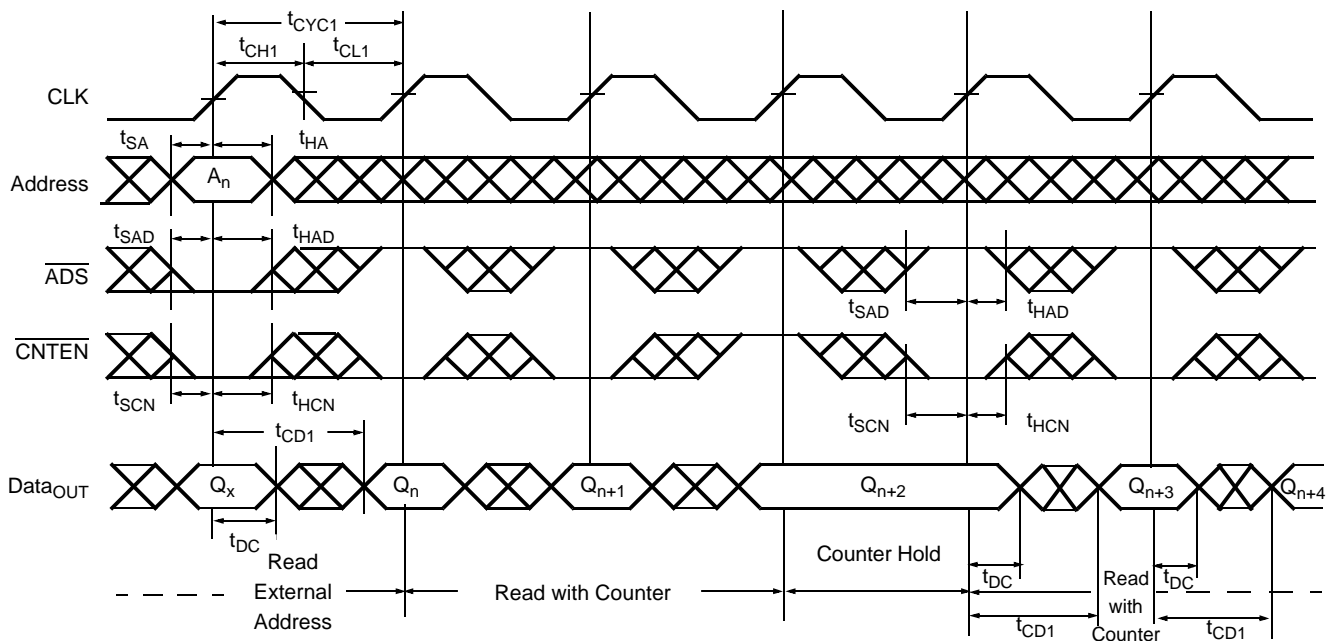 tCYC1
tCH1
tCL1
CLK
tSA
tHA
Address
An
tSAD
tHAD
ADS
tSAD
tHAD
CNTEN
tSCN
tHCN
tSCN
tHCN
tCD1
DataOUT
Qx
Qn
Qn+1
Qn+2
Qn+3
Qn+4
tDC
Read
External
Address
Read with Counter
Counter Hold
tDC
tCD1
Read
with
Counter
tDC
tCD1